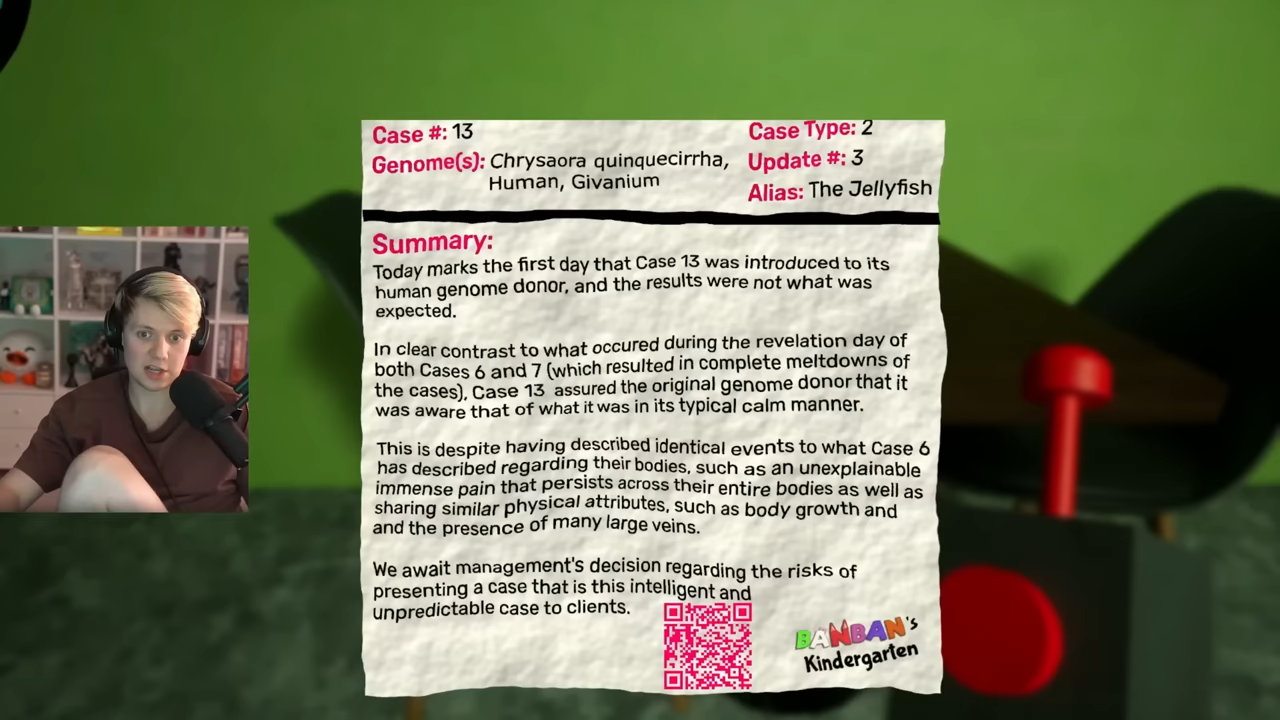 Case #: 13
Case Type: 2
Genome(s): Chrysaora quinquecirrha,
Human, Givanium
Update #: 3
Alias: The Jellyfish
Summary:
Today marks the first day that Case 13 was introduced to its
human genome donor, and the results were not what was
expected.
In clear contrast to what occured during the revelation day of
both Cases 6 and 7 (which resulted in complete meltdowns of
the cases), Case 13 assured the original genome donor that it
was aware that of what it was in its typical calm manner.
This is despite having described identical events to what Case 6
has described regarding their bodies, such as an unexplainable
immense pain that persists across their entire bodies as well as
sharing similar physical attributes, such as body growth and
and the presence of many large veins.
We await management's decision regarding the risks of
presenting a case that is this intelligent and
unpredictable case to clients.
BANBAN's
Kindergarten